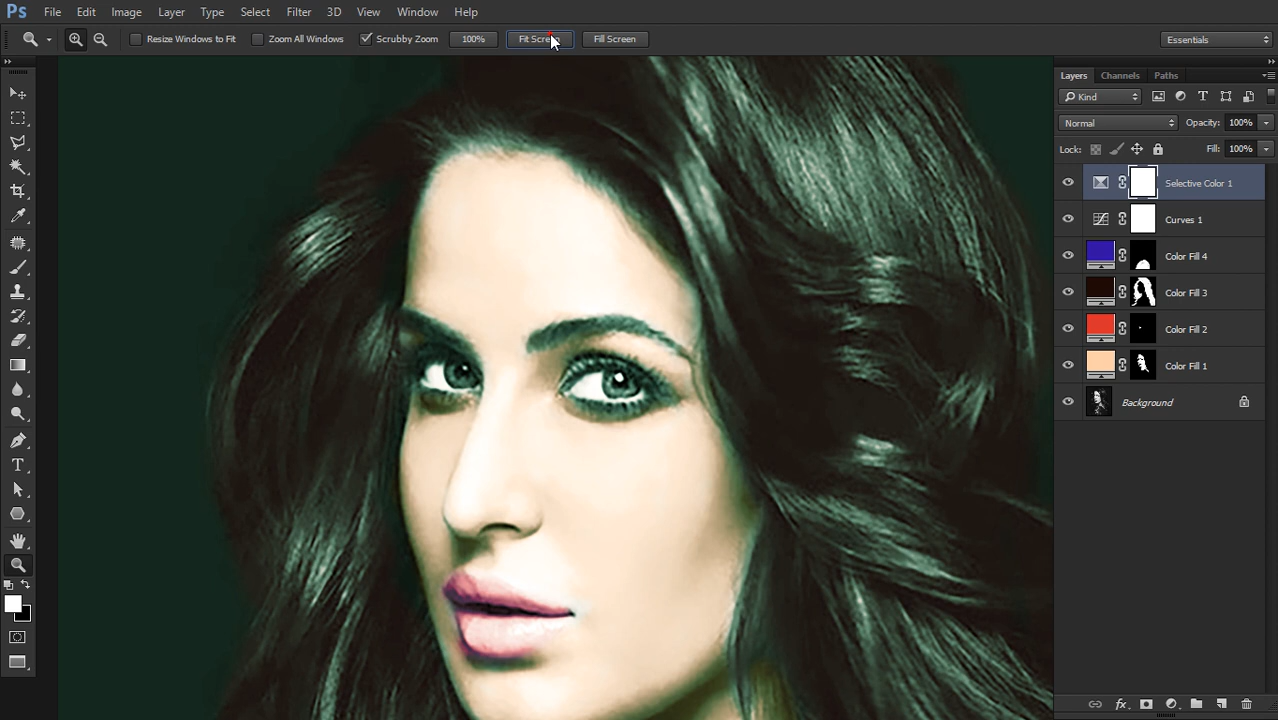 Ps File Edit Image Layer Type Select Filter 3D View Window Help
Resize Windows to Fit Zoom All Windows Scrubby Zoom 100% Fit Screen Fill Screen Essentials
Layers Channels Paths
Kind
Normal Opacity: 100%
Lock: Fill: 100%
Selective Color 1
Curves 1
Color Fill 4
Color Fill 3
Color Fill 2
Color Fill 1
Background
fx